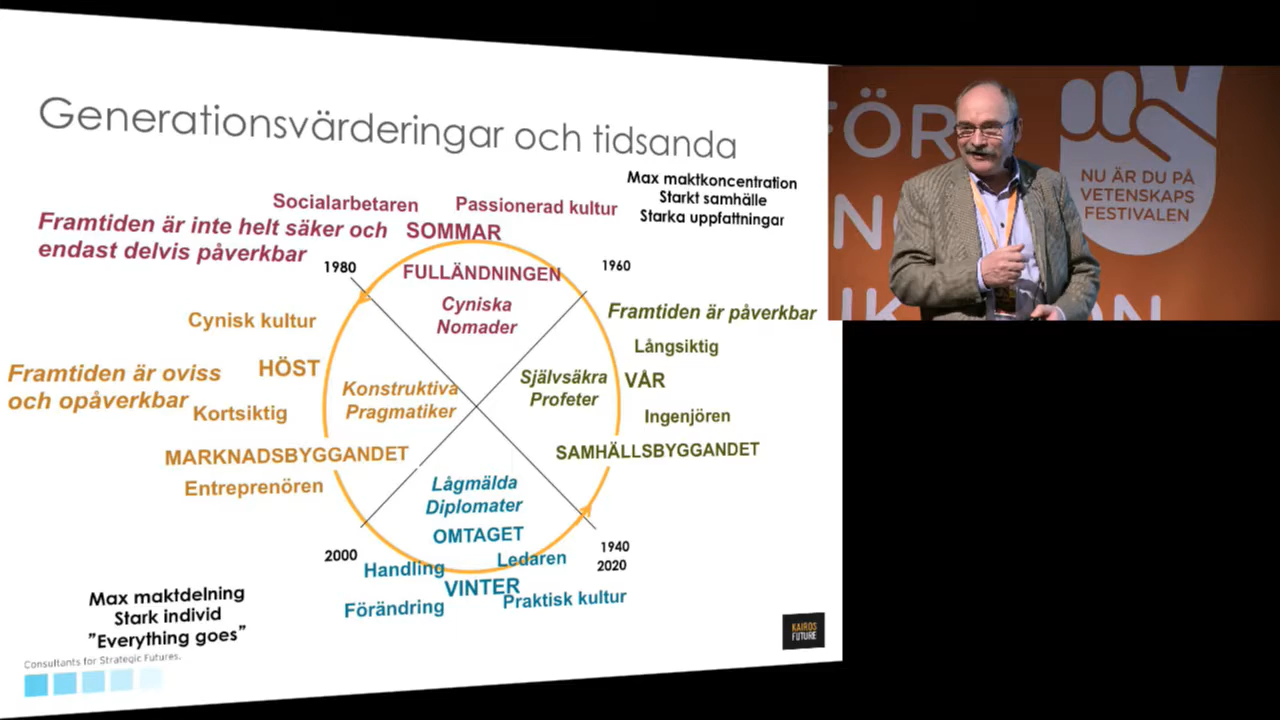 Generationsvärderingar och tidsanda
Max maktkoncentration
Starkt samhälle
Starka uppfattningar
Socialarbetaren
Passionerad kultur
Framtiden är inte helt säker och
endast delvis påverkbar
SOMMAR
1980
1960
FULLÄNDNINGEN
Cyniska
Nomader
Cynisk kultur
Framtiden är påverkbar
Långsiktig
HÖST
Framtiden är oviss
och opåverkbar
Kortsiktig
Konstruktiva
Pragmatiker
Självsäkra
Profeter
VÅR
Ingenjören
MARKNADSBYGGANDET
SAMHÄLLSBYGGANDET
Entreprenören
Lågmälda
Diplomater
OMTAGET
2000
1940
2020
Handling
Ledaren
VINTER
Förändring
Praktisk kultur
Max maktdelning
Stark individ
”Everything goes”
Consultants for Strategic Futures.
KAIROS
FUTURE
FÖR
NU ÄR DU PÅ
VETENSKAPS
FESTIVALEN